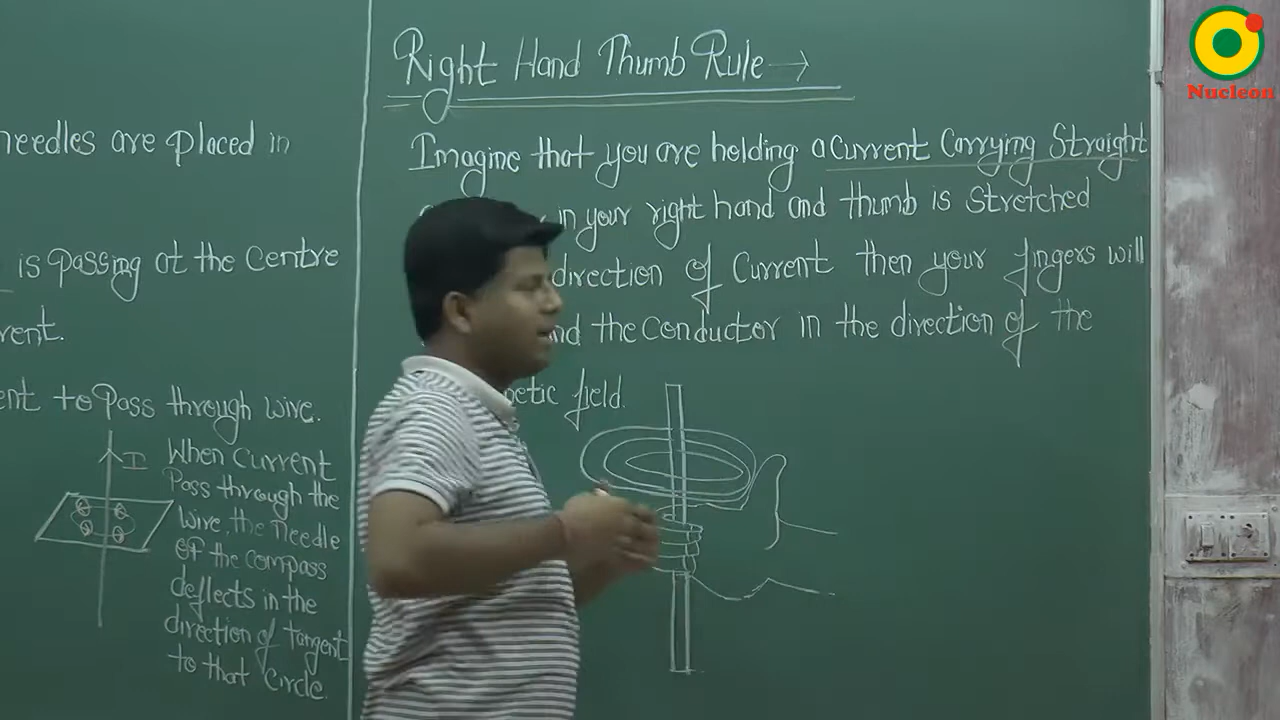 needles are placed in
is passing at the centre
rent.
ent to Pass through wire.
I
When current
Pass through the
wire, the needle
of the compass
deflects in the
direction of tangent
to that circle.
Right Hand Thumb Rule →
Imagine that you are holding a Current Carrying Straight
in your right hand and thumb is stretched
direction of Current then your fingers will
nd the conductor in the direction of the
netic field.
Nucleon